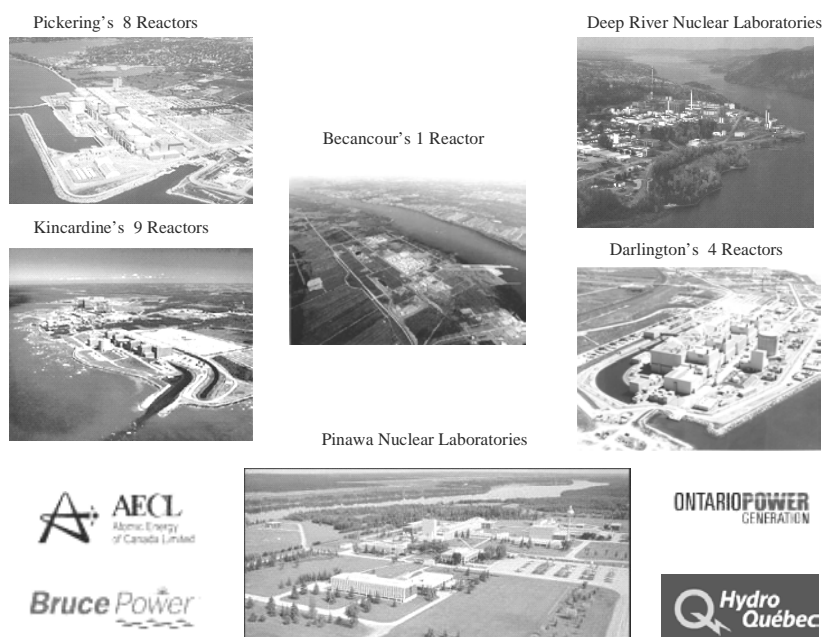 Pickering's 8 Reactors
Deep River Nuclear Laboratories
Becancour's 1 Reactor
Kincardine's 9 Reactors
Darlington's 4 Reactors
Pinawa Nuclear Laboratories
AECL
Atomic Energy
of Canada Limited
ONTARIOPOWER
GENERATION
Bruce Power
Hydro
Québec